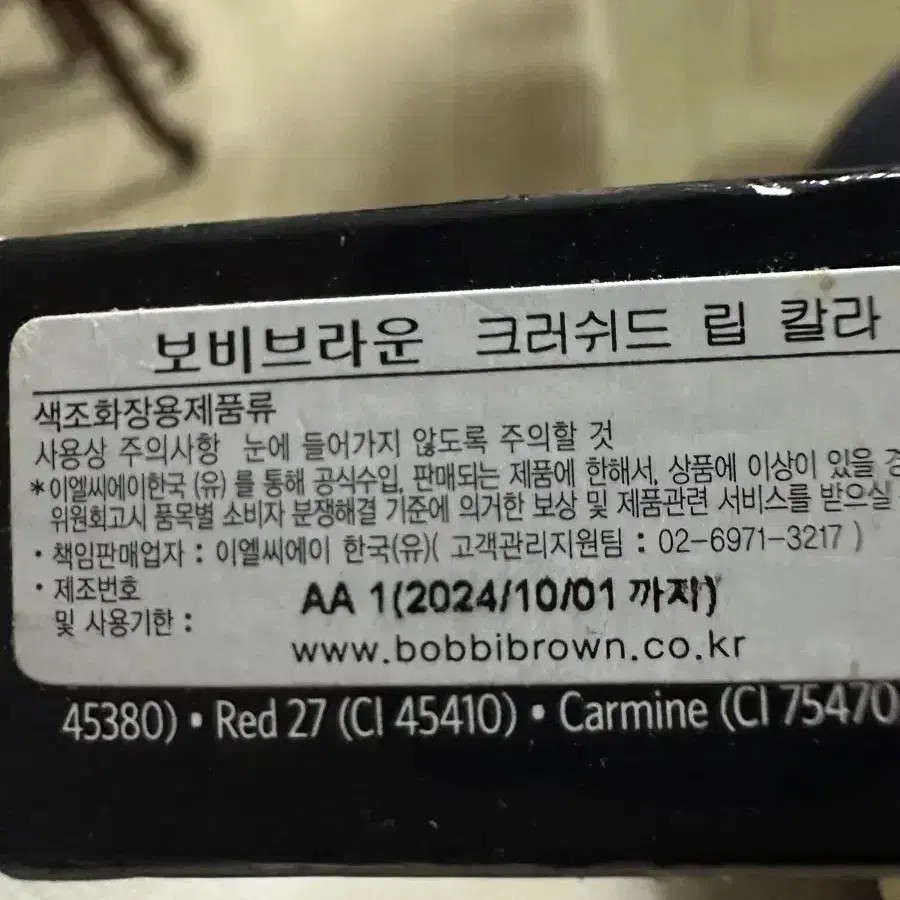 보비브라운 크러쉬드 립 칼라
색조화장용제품류
사용상 주의사항 눈에 들어가지 않도록 주의할 것
*이엘씨에이한국 (유) 를 통해 공식수입, 판매되는 제품에 한해서, 상품에 이상이 있을 경
위원회고시 품목별 소비자 분쟁해결 기준에 의거한 보상 및 제품관련 서비스를 받으실
• 책임판매업자 : 이엘씨에이 한국(유)( 고객관리지원팀 : 02-6971-3217 )
• 제조번호
및 사용기한 : AA 1(2024/10/01 까지)
www.bobbibrown.co.kr
45380) • Red 27 (CI 45410) • Carmine (CI 75470